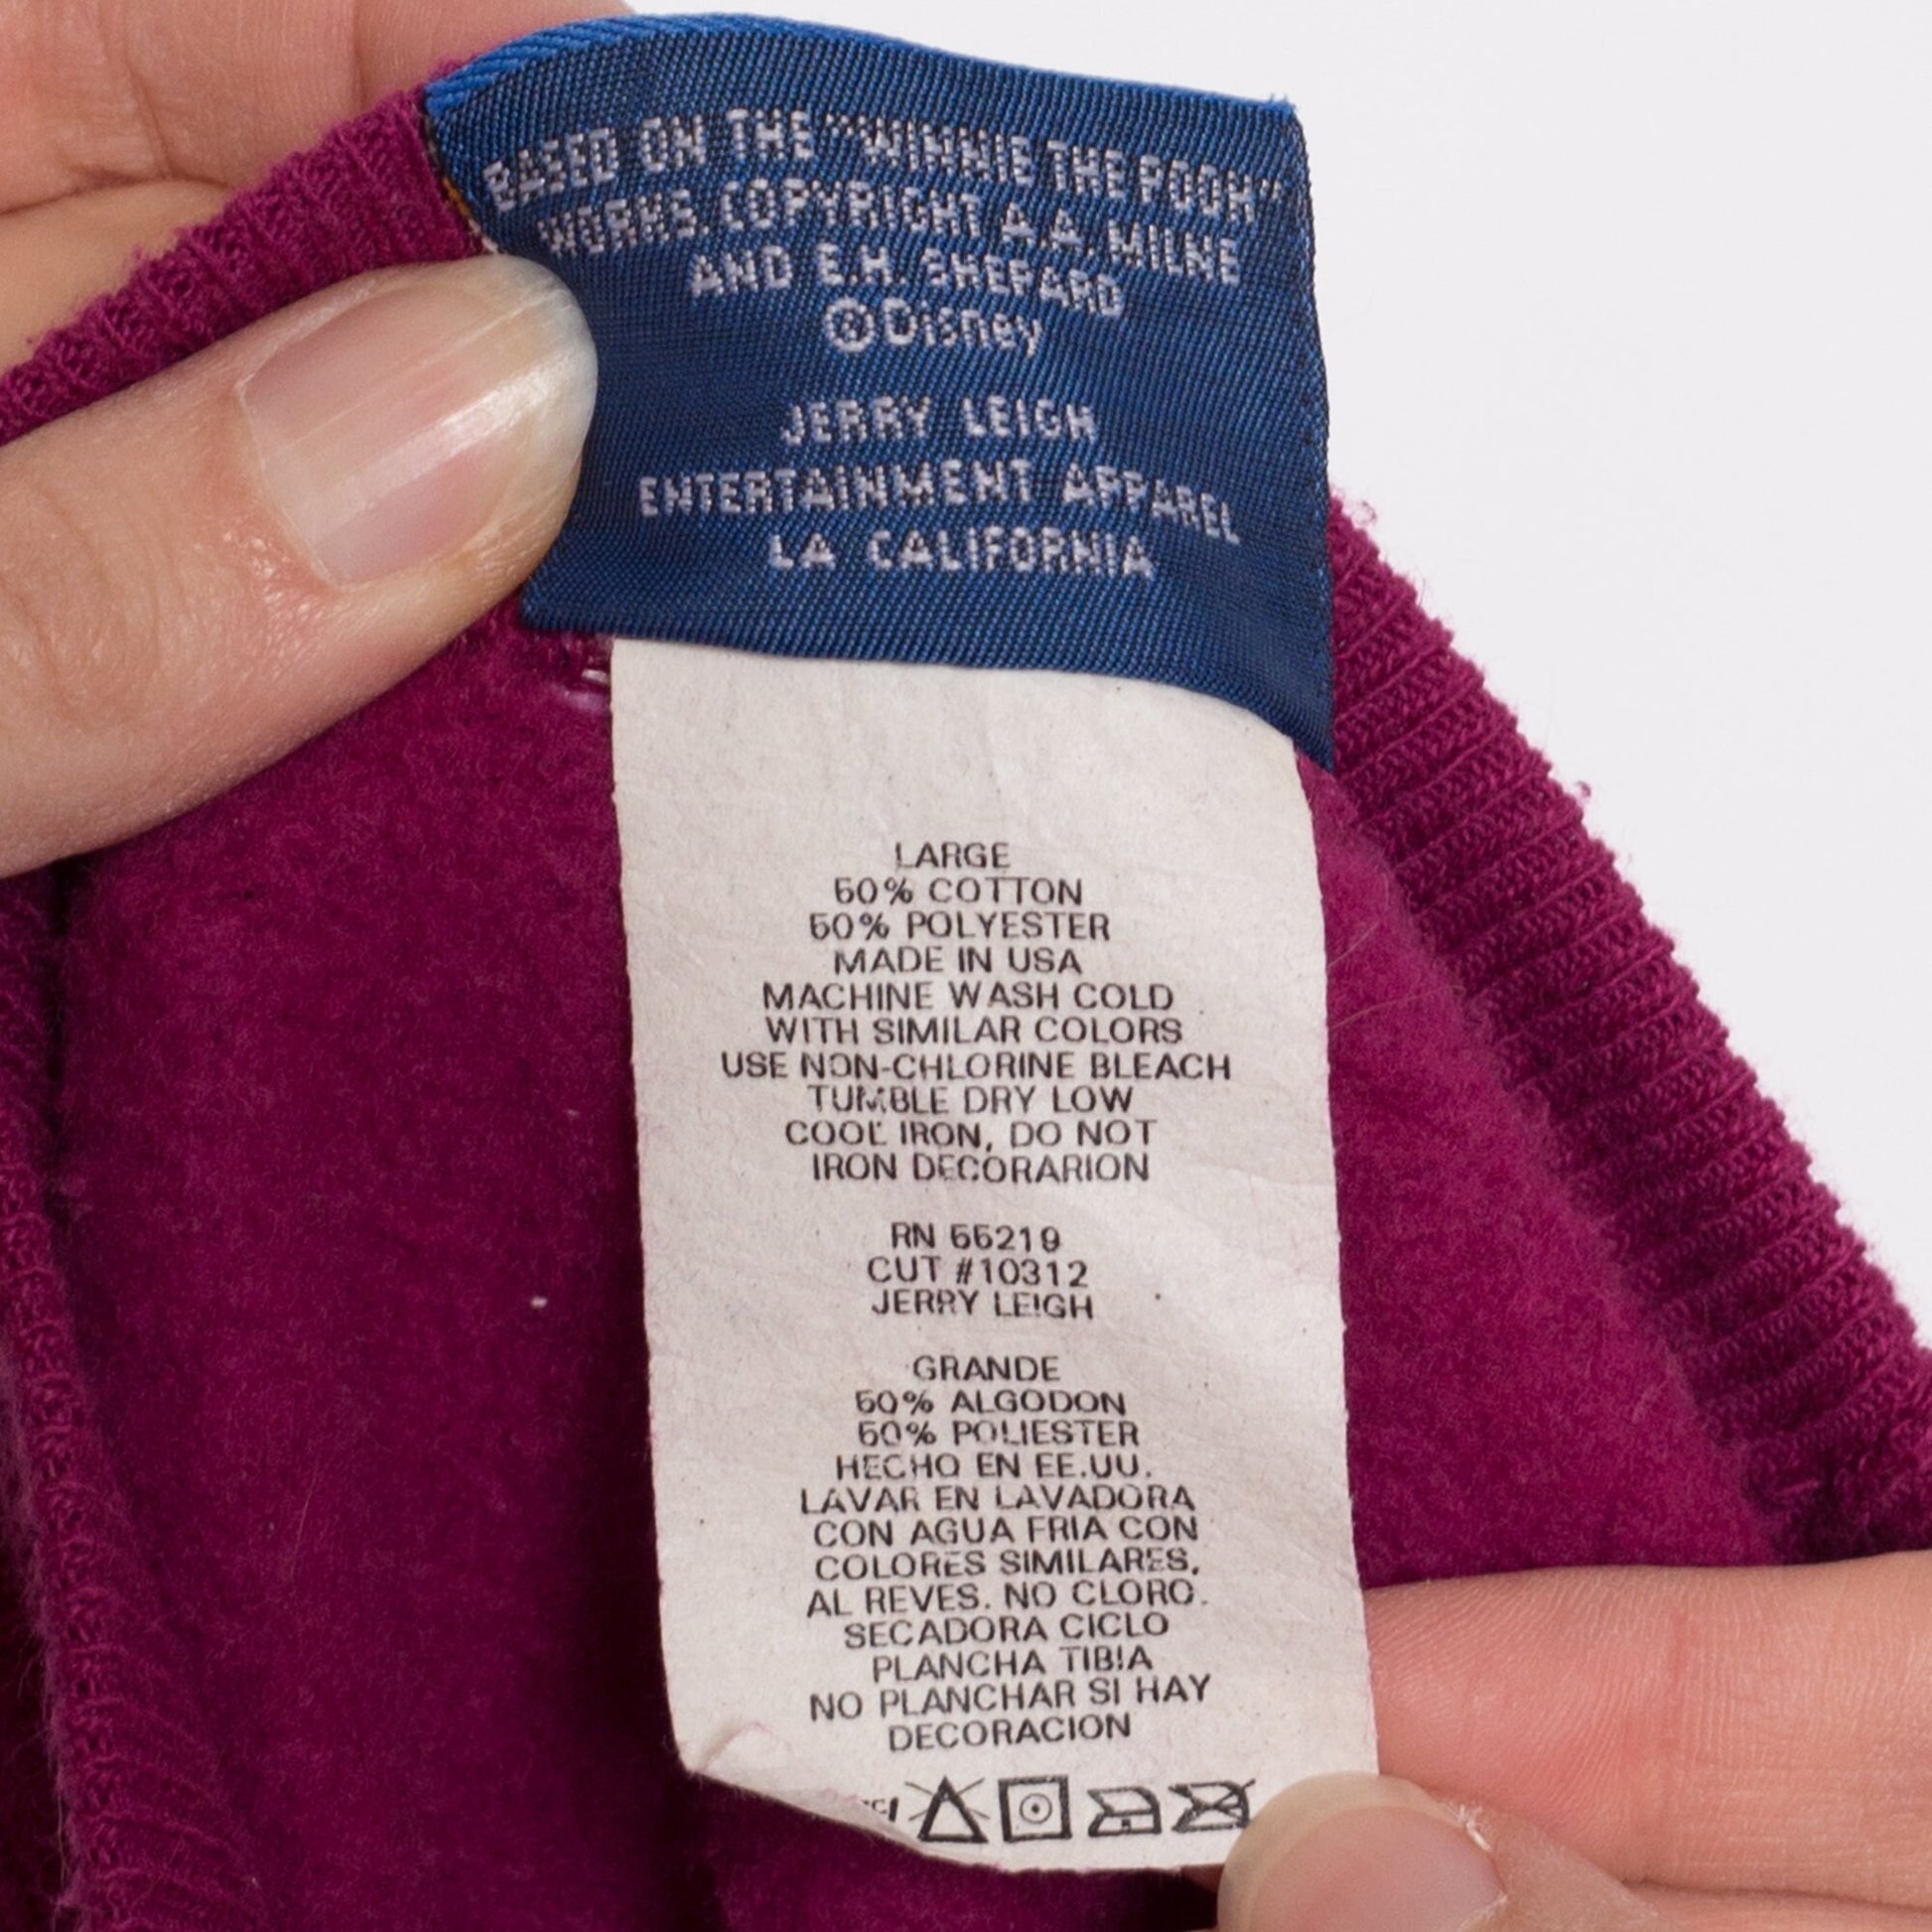 BASED ON THE "WINNIE THE POOH"
WORKS. COPYRIGHT A.A. MILNE
AND E.H. SHEPARD
©Disney
JERRY LEIGH
ENTERTAINMENT APPAREL
LA CALIFORNIA
LARGE
50% COTTON
50% POLYESTER
MADE IN USA
MACHINE WASH COLD
WITH SIMILAR COLORS
USE NON-CHLORINE BLEACH
TUMBLE DRY LOW
COOL IRON, DO NOT
IRON DECORARION
RN 55219
CUT #10312
JERRY LEIGH
GRANDE
50% ALGODON
50% POLIESTER
HECHO EN EE.UU.
LAVAR EN LAVADORA
CON AGUA FRIA CON
COLORES SIMILARES,
AL REVES. NO CLORO.
SECADORA CICLO
PLANCHA TIBIA
NO PLANCHAR SI HAY
DECORACION